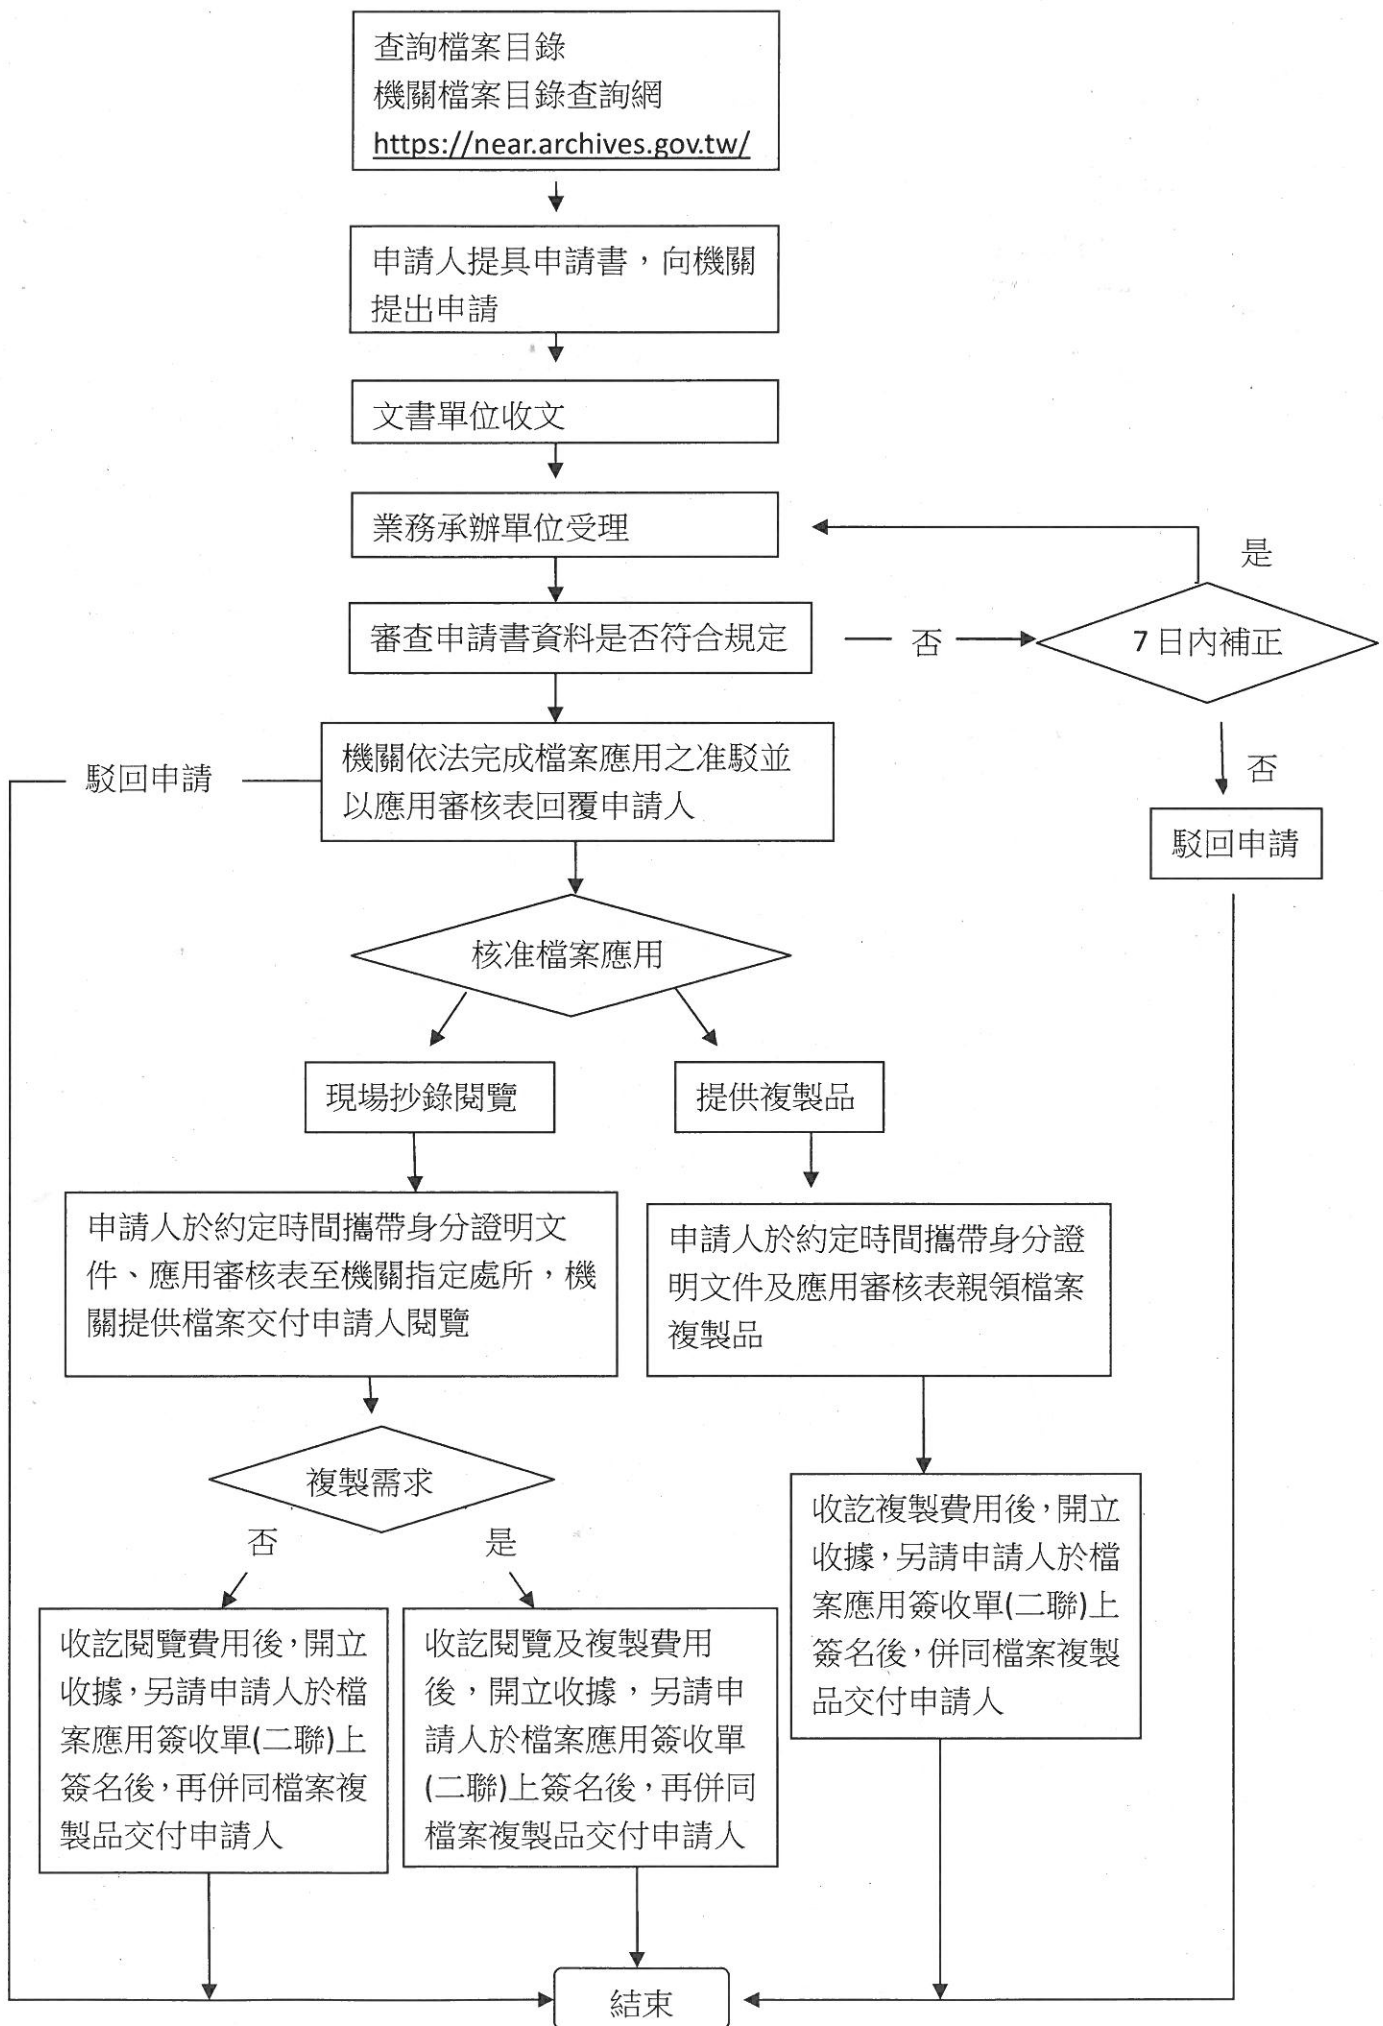 查詢檔案目錄
機關檔案目錄查詢網
https://near.archives.gov.tw/
申請人提具申請書，向機關
提出申請
文書單位收文
業務承辦單位受理
是
審查申請書資料是否符合規定
否
7 日內補正
駁回申請
機關依法完成檔案應用之准駁並
以應用審核表回覆申請人
否
駁回申請
核准檔案應用
現場抄錄閱覽
提供複製品
申請人於約定時間攜帶身分證明文
件、應用審核表至機關指定處所，機
關提供檔案交付申請人閱覽
申請人於約定時間攜帶身分證
明文件及應用審核表親領檔案
複製品
複製需求
否
是
收訖複製費用後，開立
收據，另請申請人於檔
案應用簽收單(二聯)上
簽名後，併同檔案複製
品交付申請人
收訖閱覽費用後，開立
收據，另請申請人於檔
案應用簽收單(二聯)上
簽名後，再併同檔案複
製品交付申請人
收訖閱覽及複製費用
後，開立收據，另請申
請人於檔案應用簽收單
(二聯)上簽名後，再併同
檔案複製品交付申請人
結束